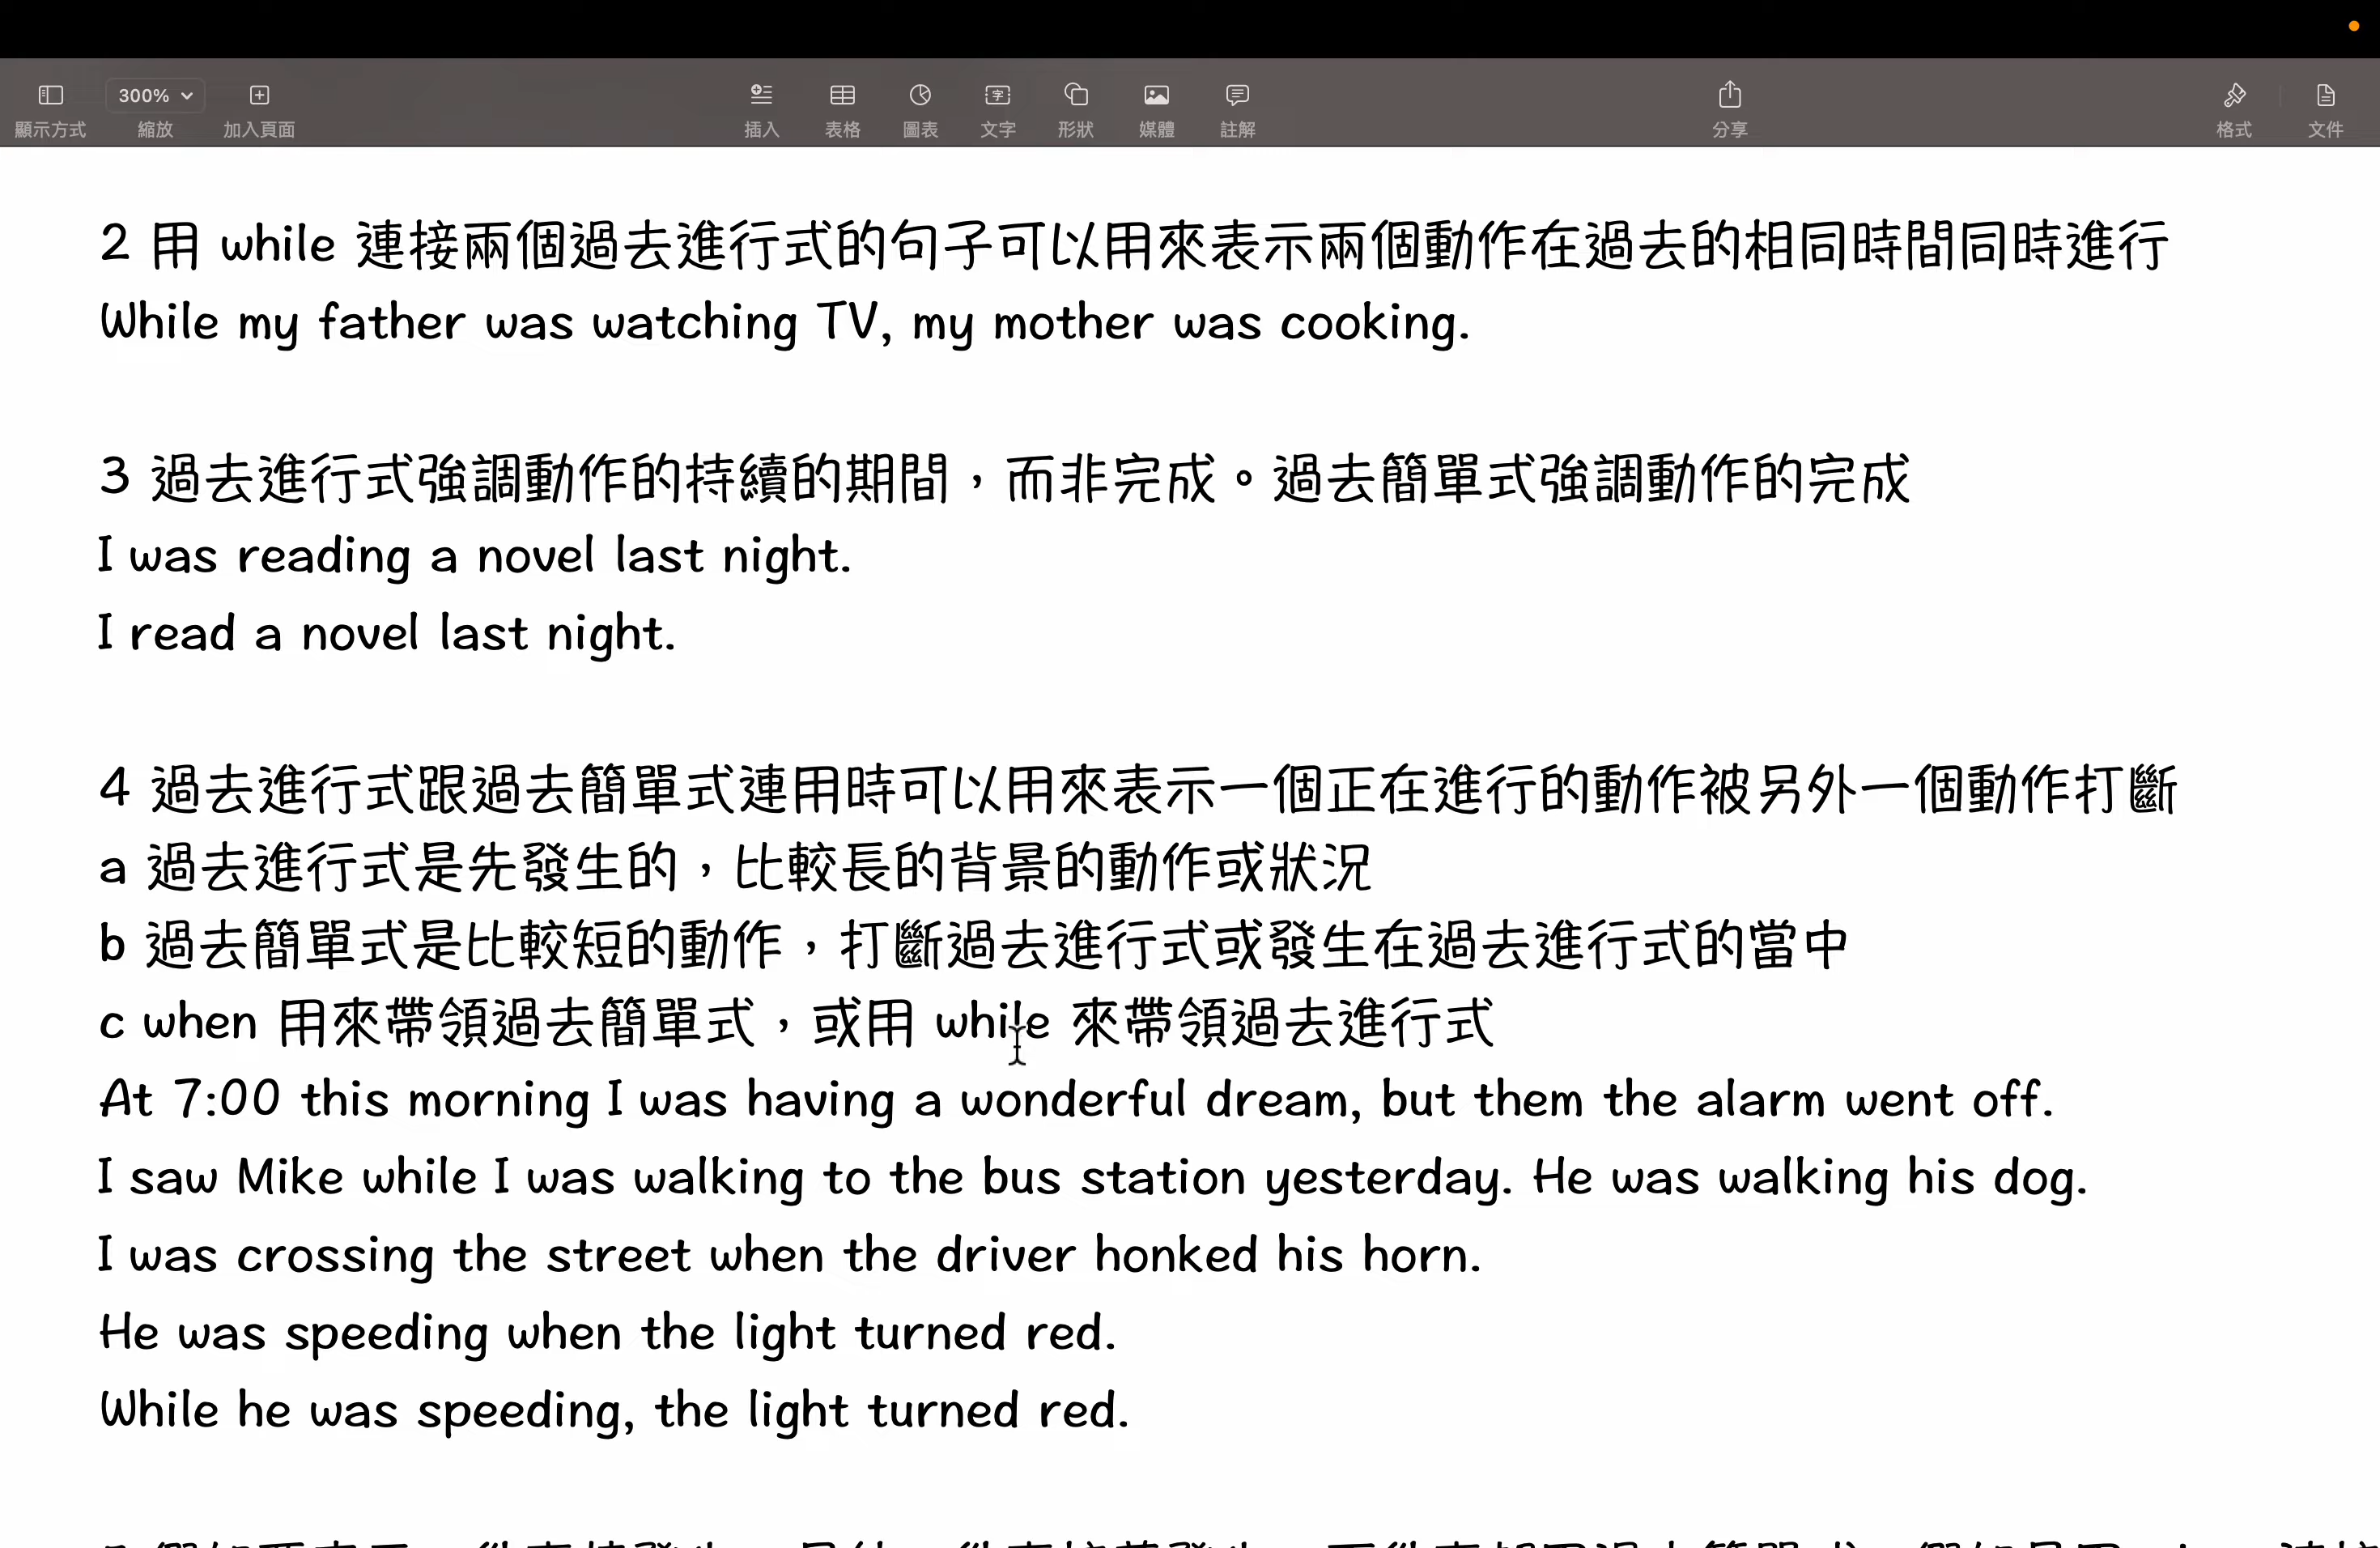 300%
顯示方式 縮放 加入頁面 插入 表格 圖表 文字 形狀 媒體 註解 分享 格式 文件
2 用 while 連接兩個過去進行式的句子可以用來表示兩個動作在過去的相同時間同時進行
While my father was watching TV, my mother was cooking.
3 過去進行式強調動作的持續的期間，而非完成。過去簡單式強調動作的完成
I was reading a novel last night.
I read a novel last night.
4 過去進行式跟過去簡單式連用時可以用來表示一個正在進行的動作被另外一個動作打斷
a 過去進行式是先發生的，比較長的背景的動作或狀況
b 過去簡單式是比較短的動作，打斷過去進行式或發生在過去進行式的當中
c when 用來帶領過去簡單式，或用 while 來帶領過去進行式
At 7:00 this morning I was having a wonderful dream, but them the alarm went off.
I saw Mike while I was walking to the bus station yesterday. He was walking his dog.
I was crossing the street when the driver honked his horn.
He was speeding when the light turned red.
While he was speeding, the light turned red.